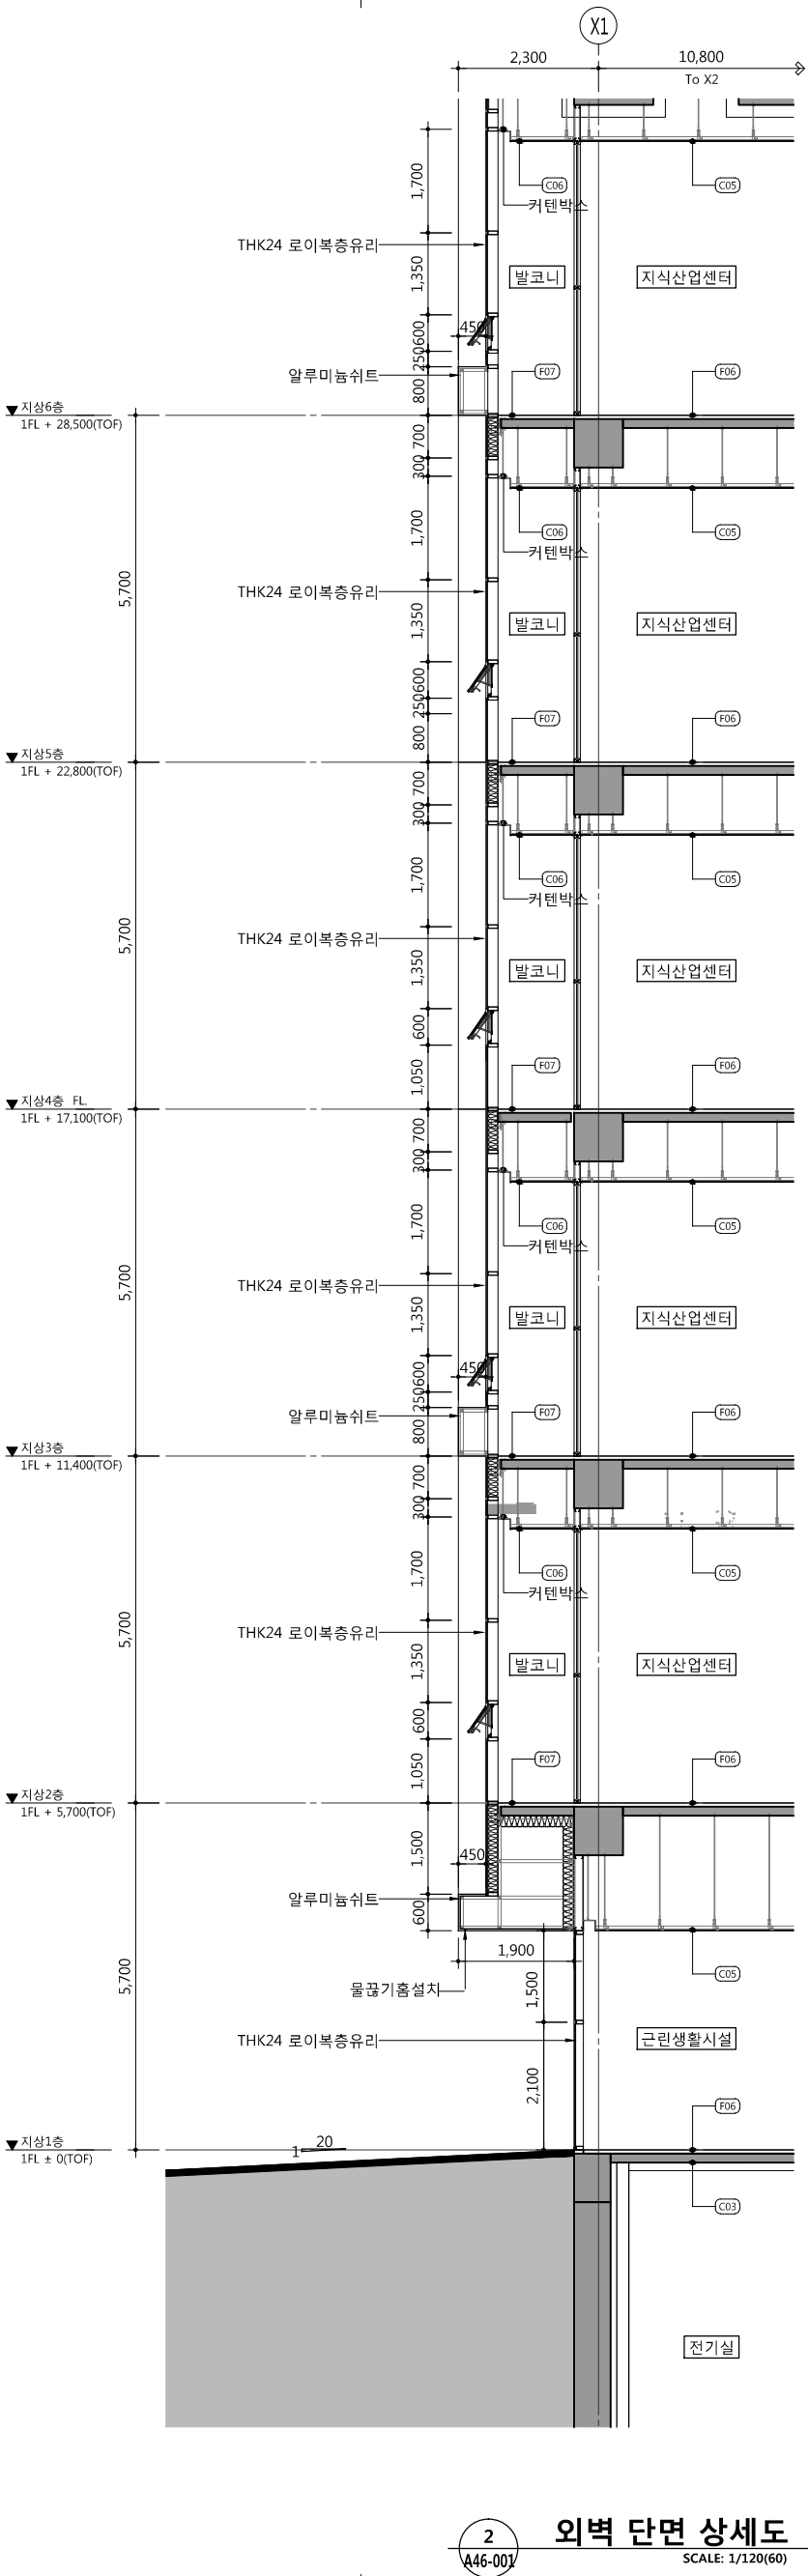 X1
2,300
10,800
To X2
1,700
C06
C05
커텐박스
THK24 로이복층유리
1,350
발코니
지식산업센터
450
600
250
알루미늄쉬트
800
F07
F06
지상6층
1FL + 28,500(TOF)
700
300
C06
C05
1,700
커텐박스
5,700
THK24 로이복층유리
1,350
발코니
지식산업센터
600
250
800
F07
F06
지상5층
1FL + 22,800(TOF)
700
300
1,700
C06
C05
커텐박스
5,700
THK24 로이복층유리
1,350
발코니
지식산업센터
600
1,050
F07
F06
지상4층 FL.
1FL + 17,100(TOF)
700
300
1,700
C06
C05
커텐박스
5,700
THK24 로이복층유리
1,350
발코니
지식산업센터
450
600
250
알루미늄쉬트
800
F07
F06
지상3층
1FL + 11,400(TOF)
700
300
1,700
C06
C05
커텐박스
5,700
THK24 로이복층유리
1,350
발코니
지식산업센터
600
1,050
F07
F06
지상2층
1FL + 5,700(TOF)
1,500
450
알루미늄쉬트
600
1,900
5,700
C05
물끊기홈설치
1,500
THK24 로이복층유리
근린생활시설
2,100
F06
지상1층
1FL ± 0(TOF)
1
20
C03
전기실
2
A46-001
외벽 단면 상세도
SCALE: 1/120(60)